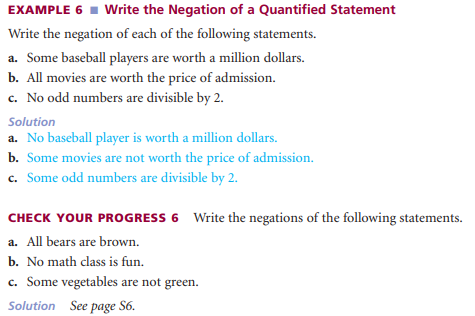 EXAMPLE 6 ■ Write the Negation of a Quantified Statement
Write the negation of each of the following statements.
a. Some baseball players are worth a million dollars.
b. All movies are worth the price of admission.
c. No odd numbers are divisible by 2.
Solution
a. No baseball player is worth a million dollars.
b. Some movies are not worth the price of admission.
c. Some odd numbers are divisible by 2.
CHECK YOUR PROGRESS 6 Write the negations of the following statements.
a. All bears are brown.
b. No math class is fun.
c. Some vegetables are not green.
Solution See page S6.